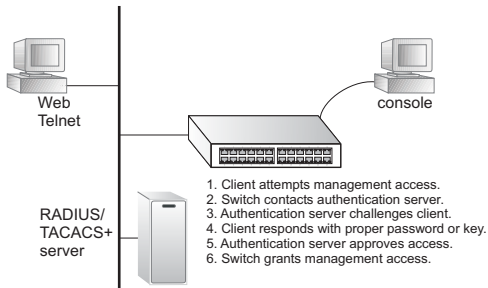 Web
Telnet
console
RADIUS/
TACACS+
server
1. Client attempts management access.
2. Switch contacts authentication server.
3. Authentication server challenges client.
4. Client responds with proper password or key.
5. Authentication server approves access.
6. Switch grants management access.